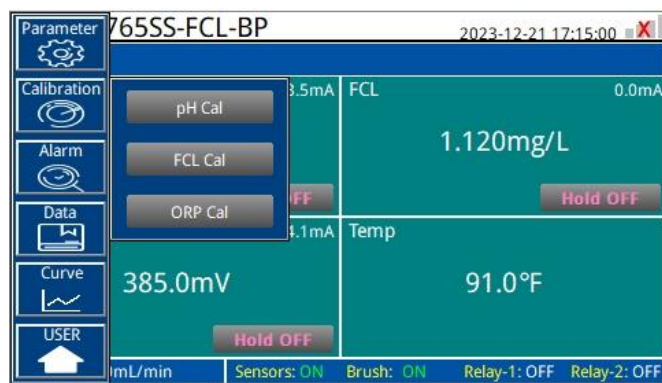 Parameter
765SS-FCL-BP
2023-12-21 17:15:00
Calibration
pH Cal
FCL Cal
ORP Cal
3.5mA
FCL
0.0mA
1.120mg/L
FF
Hold OFF
Alarm
Data
4.1mA
Temp
Curve
385.0mV
91.0°F
Hold OFF
USER
mL/min
Sensors: ON
Brush: ON
Relay-1: OFF
Relay-2: OFF